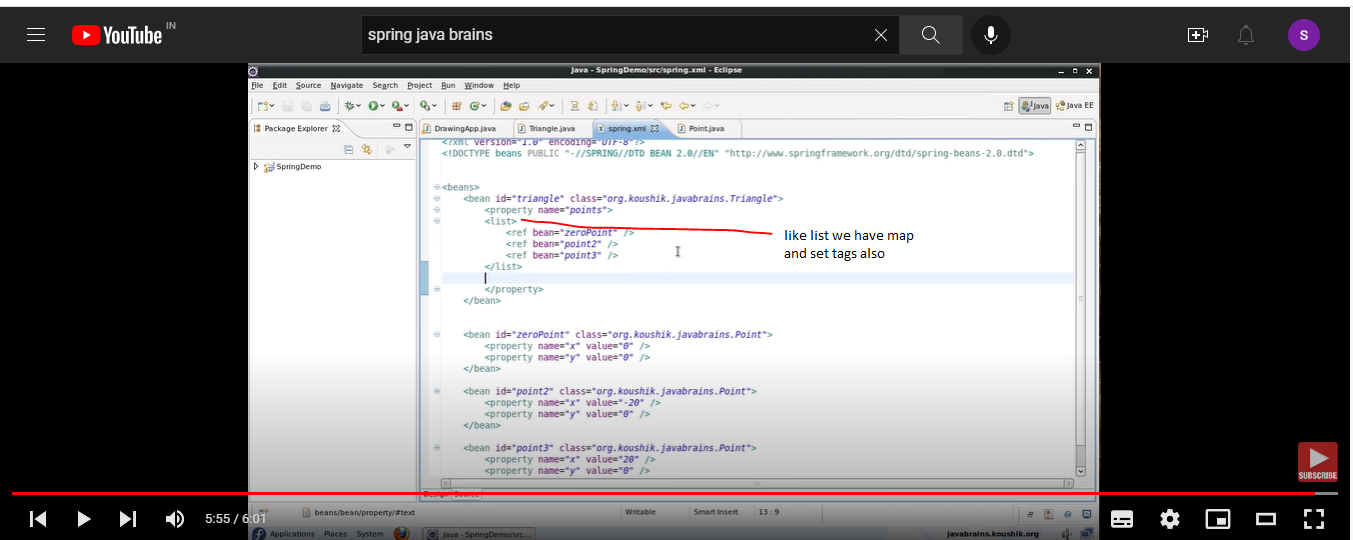 YouTube IN
spring java brains
S
Java - SpringDemo/src/spring.xml - Eclipse
File Edit Source Navigate Search Project Run Window Help
Java Java EE
Package Explorer
DrawingApp.java Triangle.java spring.xml Point.java
SpringDemo
<?xml version="1.0" encoding="UTF-8"?>
<!DOCTYPE beans PUBLIC "-//SPRING//DTD BEAN 2.0//EN" "http://www.springframework.org/dtd/spring-beans-2.0.dtd">
<beans>
<bean id="triangle" class="org.koushik.javabrains.Triangle">
<property name="points">
<list>
<ref bean="zeroPoint" />
<ref bean="point2" />
<ref bean="point3" />
</list>
</property>
</bean>
like list we have map
and set tags also
<bean id="zeroPoint" class="org.koushik.javabrains.Point">
<property name="x" value="0" />
<property name="y" value="0" />
</bean>
<bean id="point2" class="org.koushik.javabrains.Point">
<property name="x" value="-20" />
<property name="y" value="0" />
</bean>
<bean id="point3" class="org.koushik.javabrains.Point">
<property name="x" value="20" />
<property name="y" value="0" />
Design Source
SUBSCRIBE
beans/bean/property/#text Writable Smart Insert 13 : 9
5:55 / 6:01
Applications Places System Java - SpringDemo/src... javabrains.koushik.org